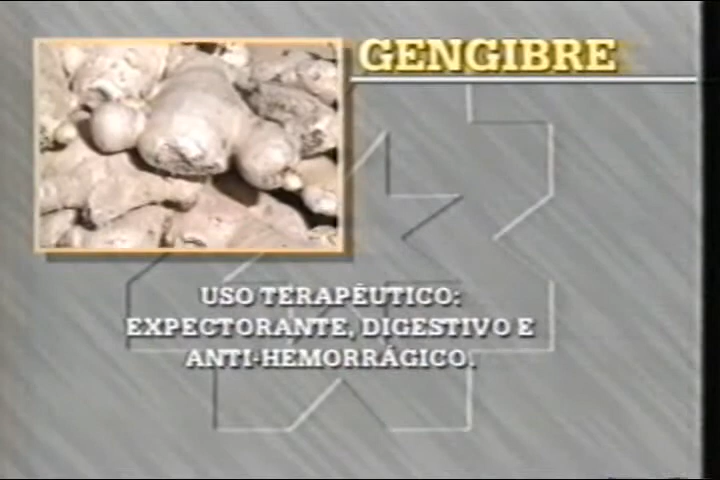 GENGIBRE
USO TERAPÊUTICO:
EXPECTORANTE, DIGESTIVO E
ANTI-HEMORRÁGICO.